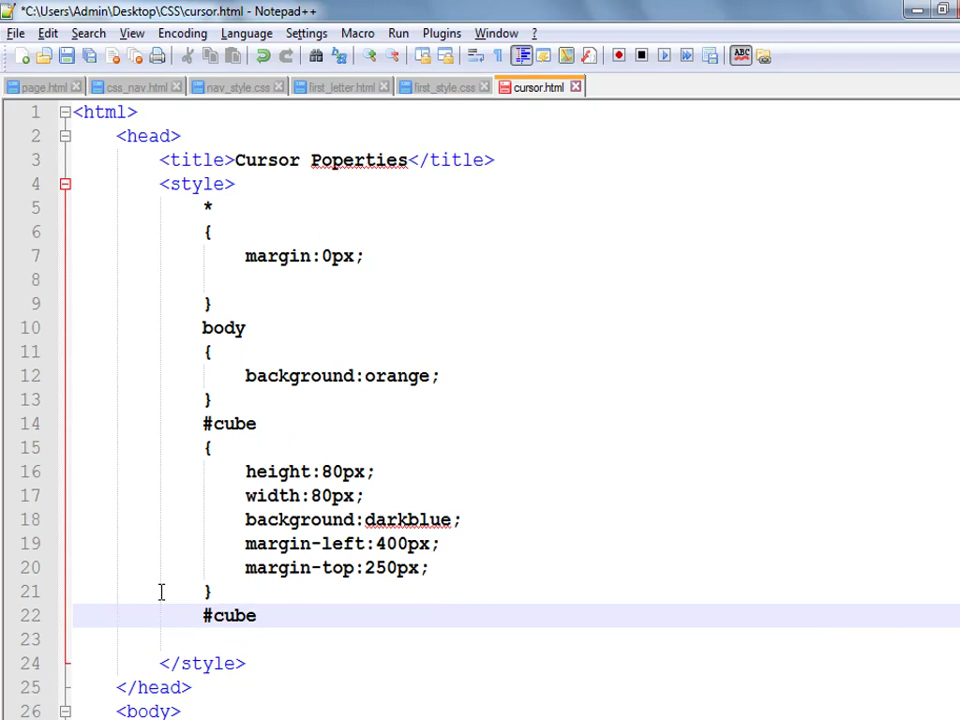 *C:\Users\Admin\Desktop\CSS\cursor.html - Notepad++
File Edit Search View Encoding Language Settings Macro Run Plugins Window ?
ABC
page.html css_nav.html nav_style.css first_letter.html first_style.css cursor.html
1 <html>
2 <head>
3 <title>Cursor Poperties</title>
4 <style>
5 *
6 {
7 margin:0px;
8
9 }
10 body
11 {
12 background:orange;
13 }
14 #cube
15 {
16 height:80px;
17 width:80px;
18 background:darkblue;
19 margin-left:400px;
20 margin-top:250px;
21 }
22 #cube
23
24 </style>
25 </head>
26 <body>